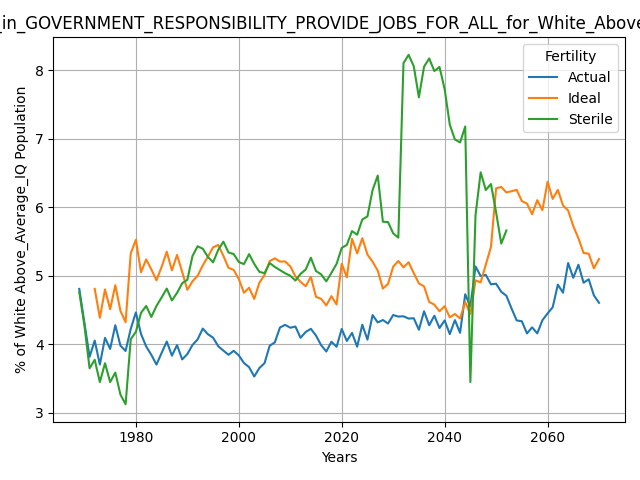 _in_GOVERNMENT_RESPONSIBILITY_PROVIDE_JOBS_FOR_ALL_for_White_Above
Fertility
Actual
Ideal
Sterile
% of White Above_Average_IQ Population
8
7
6
5
4
3
1980 2000 2020 2040 2060
Years